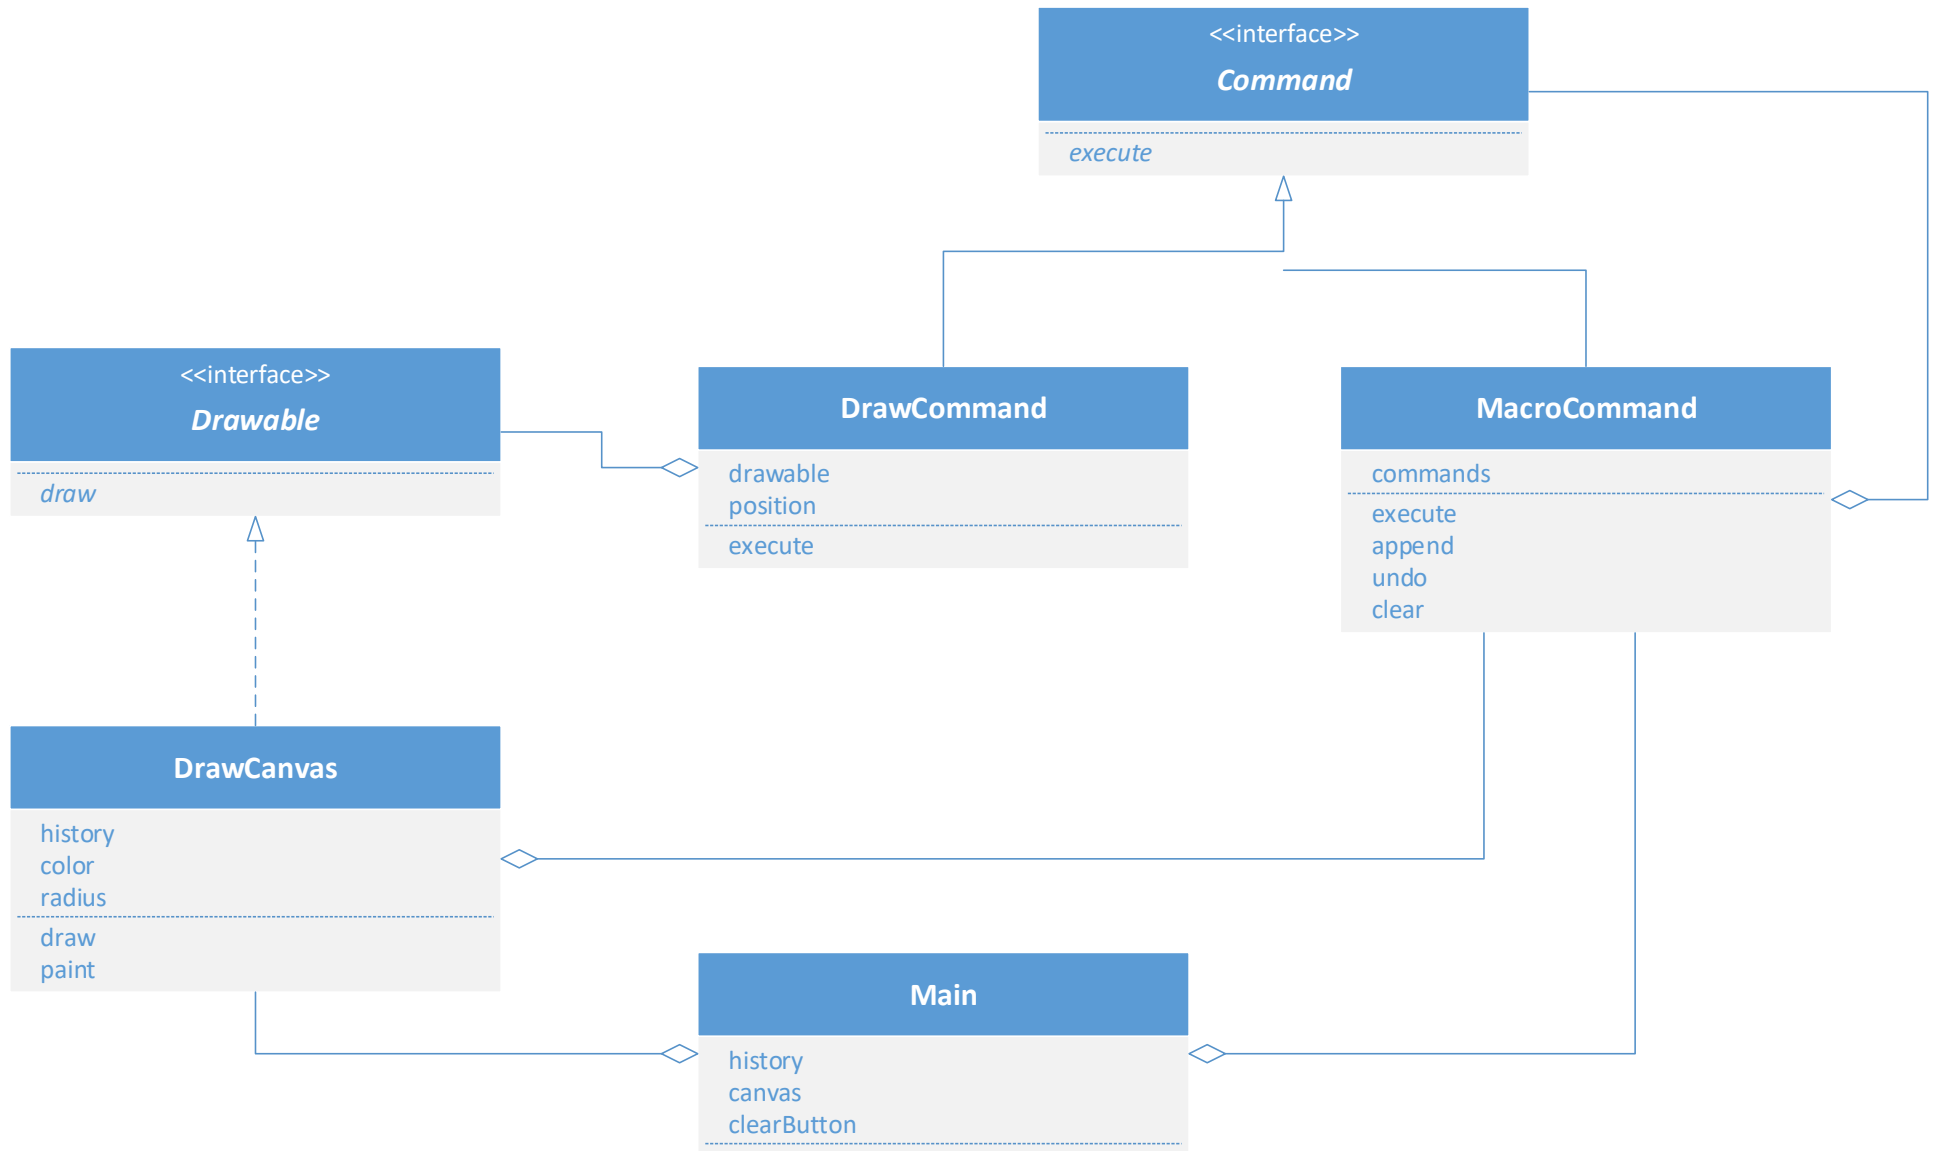 <<interface>>
Command
execute
<<interface>>
Drawable
draw
DrawCommand
drawable
position
execute
MacroCommand
commands
execute
append
undo
clear
DrawCanvas
history
color
radius
draw
paint
Main
history
canvas
clearButton